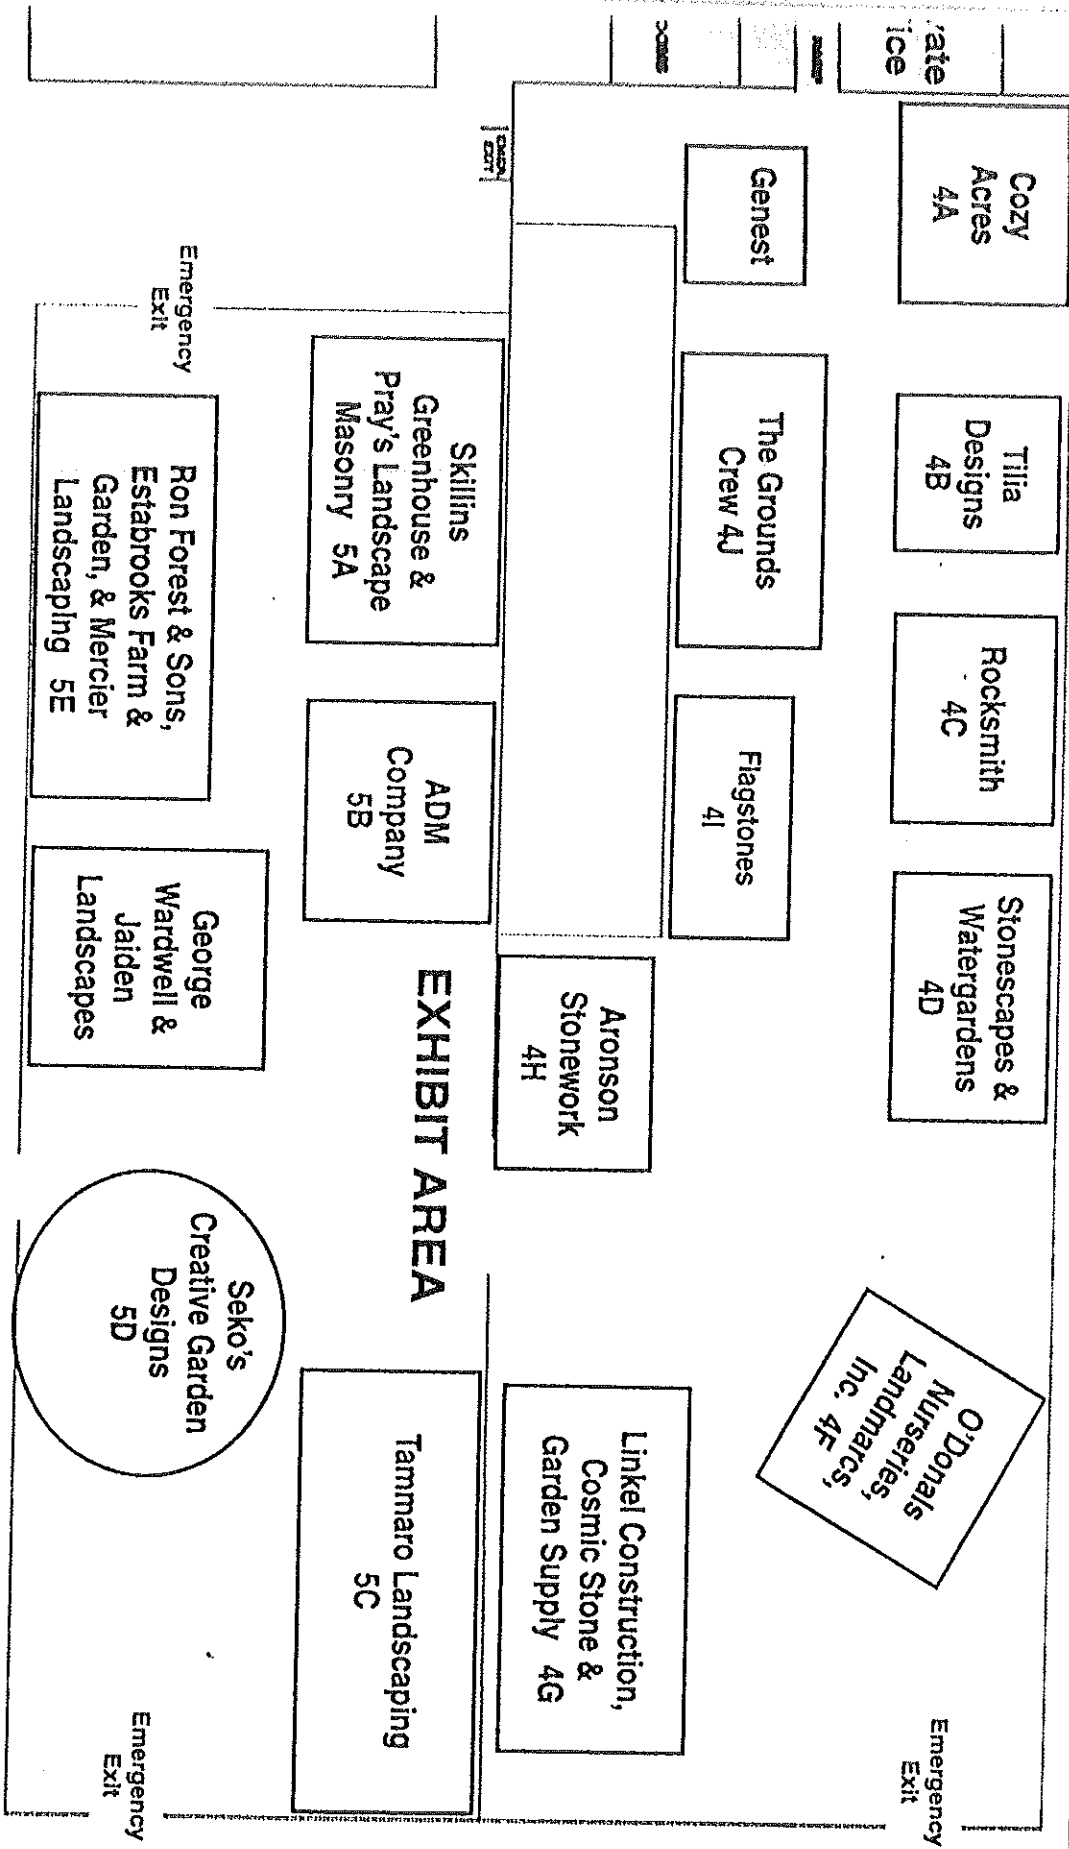 vate
ice
Cozy
Acres
4A
Tilia
Designs
4B
Rocksmith
4C
Stonescapes &
Watergardens
4D
O'Donals
Nurseries,
Landmarcs,
Inc. 4F
Emergency
Exit
Genest
The Grounds
Crew 4J
Flagstones
4I
Aronson
Stonework
4H
Linkel Construction,
Cosmic Stone &
Garden Supply 4G
EXIT
EXHIBIT AREA
Skillins
Greenhouse &
Pray's Landscape
Masonry 5A
ADM
Company
5B
Tammaro Landscaping
5C
Emergency
Exit
Ron Forest & Sons,
Estabrooks Farm &
Garden, & Mercier
Landscaping 5E
George
Wardwell &
Jaiden
Landscapes
Seko's
Creative Garden
Designs
5D
Emergency
Exit